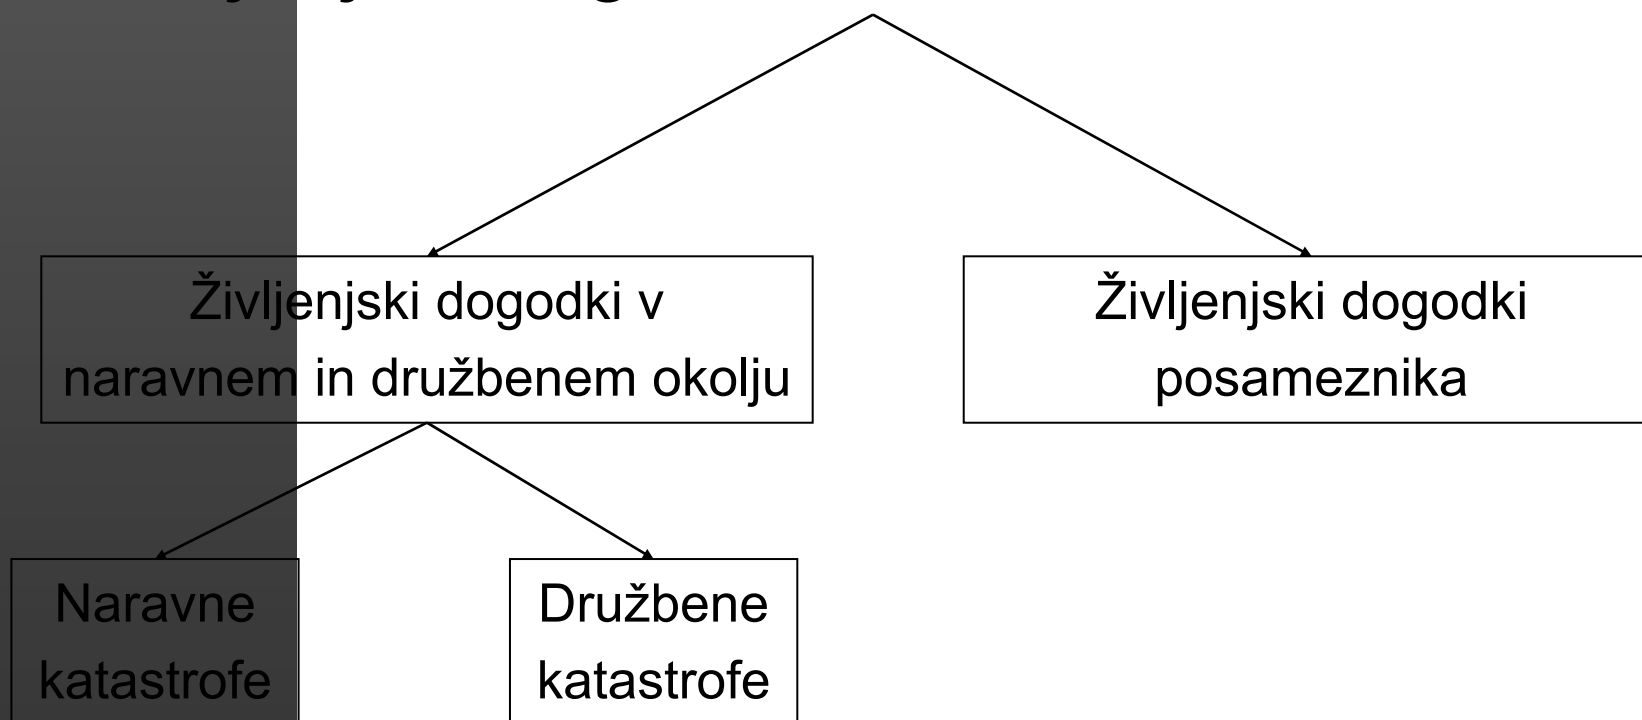 Življenjski dogodki v
naravnem in družbenem okolju
Življenjski dogodki
posameznika
Naravne
katastrofe
Družbene
katastrofe